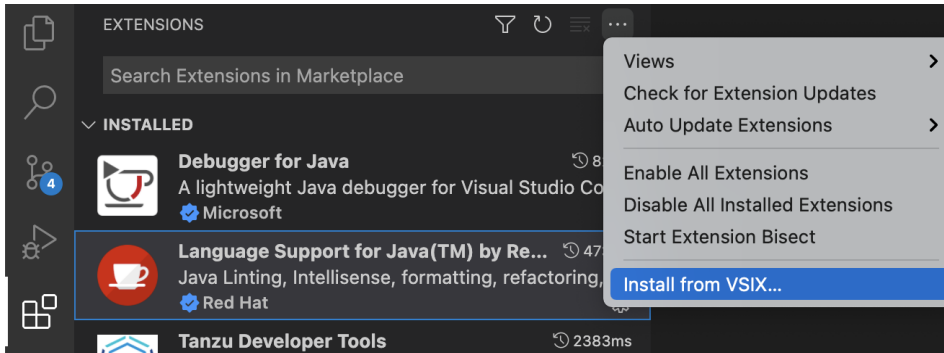 EXTENSIONS
Search Extensions in Marketplace
INSTALLED
Debugger for Java
A lightweight Java debugger for Visual Studio Co
Microsoft
Language Support for Java(TM) by Re...
Java Linting, Intellisense, formatting, refactoring,
Red Hat
Tanzu Developer Tools 2383ms
4
Views
Check for Extension Updates
Auto Update Extensions
Enable All Extensions
Disable All Installed Extensions
Start Extension Bisect
Install from VSIX...